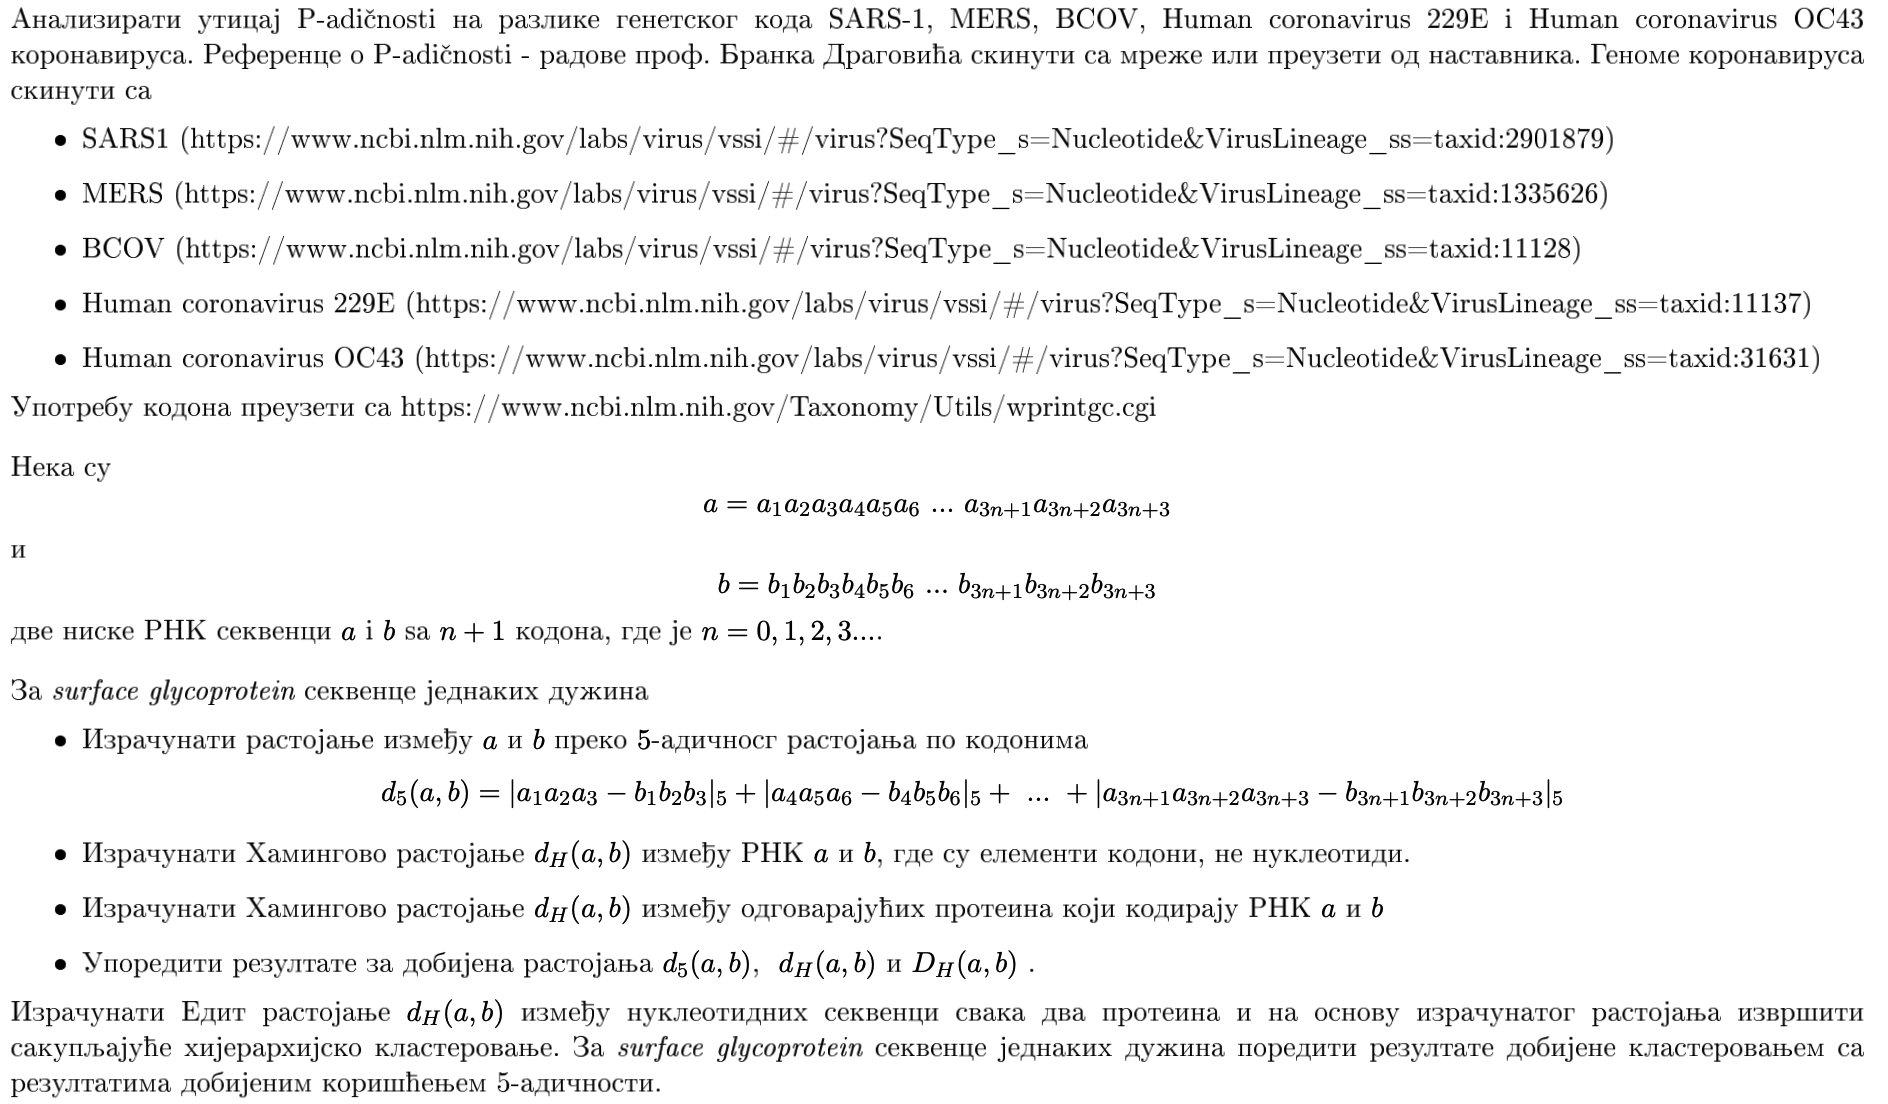 Анализирати утицај P-adičnosti на разлике генетског кода SARS-1, MERS, BCOV, Human coronavirus 229E i Human coronavirus OC43
коронавируса. Референце о P-adičnosti - радове проф. Бранка Драговића скинути са мреже или преузети од наставника. Геноме коронавируса
скинути са
• SARS1 (https://www.ncbi.nlm.nih.gov/labs/virus/vssi/#/virus?SeqType_s=Nucleotide&VirusLineage_ss=taxid:2901879)
• MERS (https://www.ncbi.nlm.nih.gov/labs/virus/vssi/#/virus?SeqType_s=Nucleotide&VirusLineage_ss=taxid:1335626)
• BCOV (https://www.ncbi.nlm.nih.gov/labs/virus/vssi/#/virus?SeqType_s=Nucleotide&VirusLineage_ss=taxid:11128)
• Human coronavirus 229E (https://www.ncbi.nlm.nih.gov/labs/virus/vssi/#/virus?SeqType_s=Nucleotide&VirusLineage_ss=taxid:11137)
• Human coronavirus OC43 (https://www.ncbi.nlm.nih.gov/labs/virus/vssi/#/virus?SeqType_s=Nucleotide&VirusLineage_ss=taxid:31631)
Употребу кодона преузети са https://www.ncbi.nlm.nih.gov/Taxonomy/Utils/wprintgc.cgi
Нека су
$a = a_1a_2a_3a_4a_5a_6 \ ... \ a_{3n+1}a_{3n+2}a_{3n+3}$
и
$b = b_1b_2b_3b_4b_5b_6 \ ... \ b_{3n+1}b_{3n+2}b_{3n+3}$
две ниске РНК секвенци $a$ i $b$ sa $n + 1$ кодона, где је $n = 0, 1, 2, 3....$
За surface glycoprotein секвенце једнаких дужина
• Израчунати растојање између $a$ и $b$ преко 5-адичносг растојања по кодонима
$d_5(a, b) = |a_1a_2a_3 - b_1b_2b_3|_5 + |a_4a_5a_6 - b_4b_5b_6|_5 + \ ... \ + |a_{3n+1}a_{3n+2}a_{3n+3} - b_{3n+1}b_{3n+2}b_{3n+3}|_5$
• Израчунати Хамингово растојање $d_H(a, b)$ између РНК $a$ и $b$, где су елементи кодони, не нуклеотиди.
• Израчунати Хамингово растојање $d_H(a, b)$ између одговарајућих протеина који кодирају РНК $a$ и $b$
• Упоредити резултате за добијена растојања $d_5(a, b)$, $d_H(a, b)$ и $D_H(a, b)$ .
Израчунати Едит растојање $d_H(a, b)$ између нуклеотидних секвенци свака два протеина и на основу израчунатог растојања извршити
сакупљајуће хијерархијско кластеровање. За surface glycoprotein секвенце једнаких дужина поредити резултате добијене кластеровањем са
резултатима добијеним коришћењем 5-адичности.